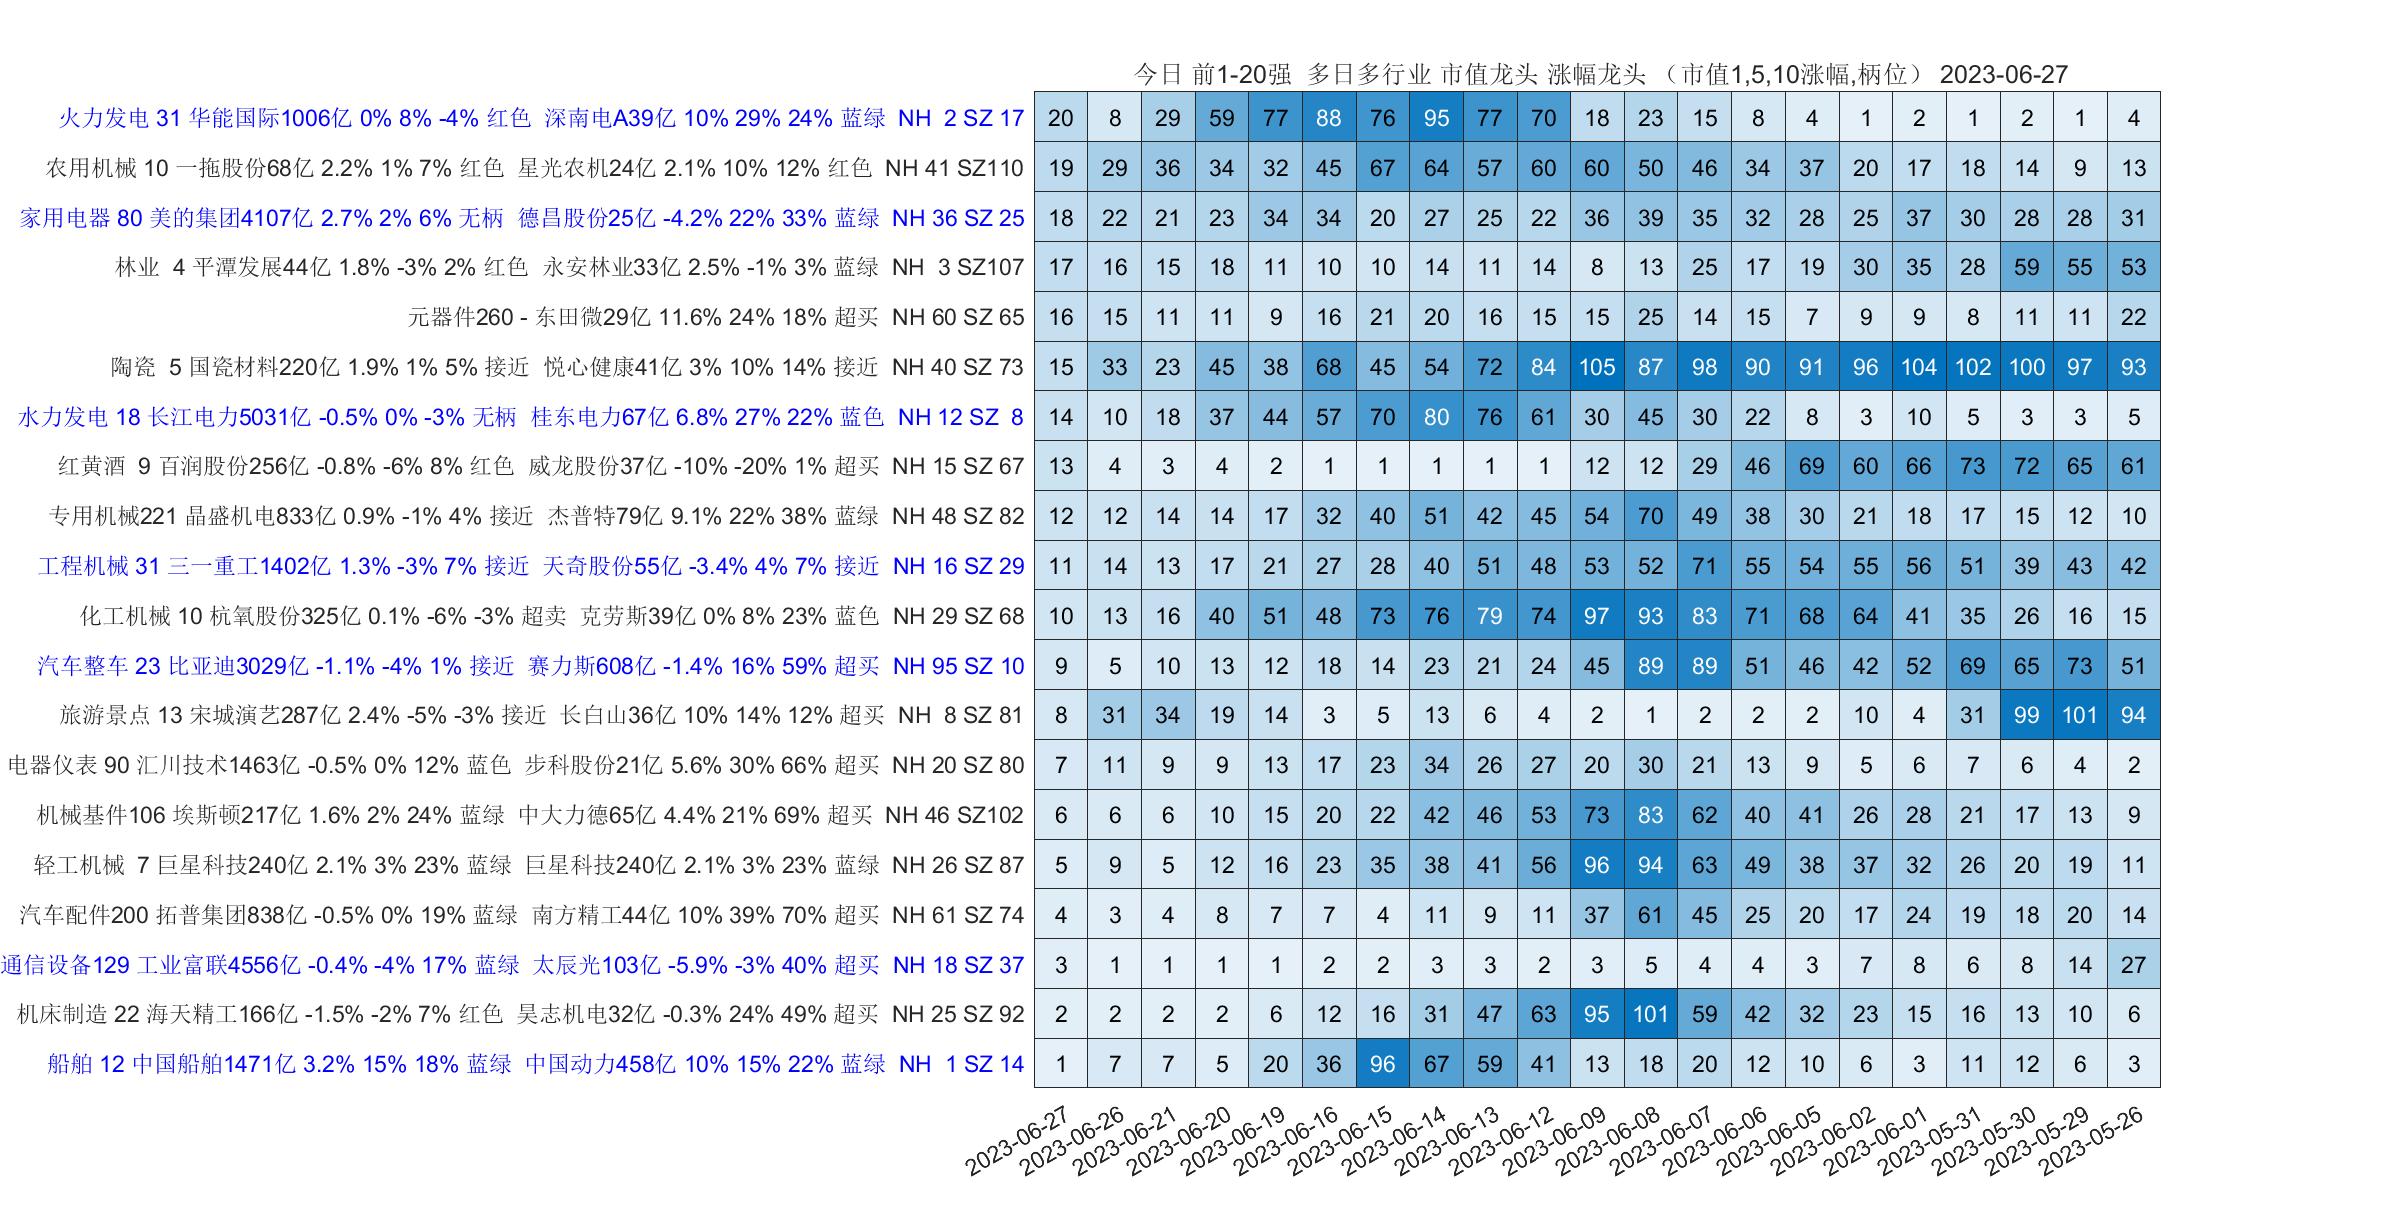 今日 前1-20强 多日多行业 市值龙头 涨幅龙头 （市值1,5,10涨幅,柄位） 2023-06-27
火力发电 31 华能国际1006亿 0% 8% -4% 红色 深南电A39亿 10% 29% 24% 蓝绿 NH 2 SZ 17 20 8 29 59 77 88 76 95 77 70 18 23 15 8 4 1 2 1 2 1 4
农用机械 10 一拖股份68亿 2.2% 1% 7% 红色 星光农机24亿 2.1% 10% 12% 红色 NH 41 SZ110 19 29 36 34 32 45 67 64 57 60 60 50 46 34 37 20 17 18 14 9 13
家用电器 80 美的集团4107亿 2.7% 2% 6% 无柄 德昌股份25亿 -4.2% 22% 33% 蓝绿 NH 36 SZ 25 18 22 21 23 34 34 20 27 25 22 36 39 35 32 28 25 37 30 28 28 31
林业 4 平潭发展44亿 1.8% -3% 2% 红色 永安林业33亿 2.5% -1% 3% 蓝绿 NH 3 SZ107 17 16 15 18 11 10 10 14 11 14 8 13 25 17 19 30 35 28 59 55 53
元器件260 - 东田微29亿 11.6% 24% 18% 超买 NH 60 SZ 65 16 15 11 11 9 16 21 20 16 15 15 25 14 15 7 9 9 8 11 11 22
陶瓷 5 国瓷材料220亿 1.9% 1% 5% 接近 悦心健康41亿 3% 10% 14% 接近 NH 40 SZ 73 15 33 23 45 38 68 45 54 72 84 105 87 98 90 91 96 104 102 100 97 93
水力发电 18 长江电力5031亿 -0.5% 0% -3% 无柄 桂东电力67亿 6.8% 27% 22% 蓝色 NH 12 SZ 8 14 10 18 37 44 57 70 80 76 61 30 45 30 22 8 3 10 5 3 3 5
红黄酒 9 百润股份256亿 -0.8% -6% 8% 红色 威龙股份37亿 -10% -20% 1% 超买 NH 15 SZ 67 13 4 3 4 2 1 1 1 1 1 12 12 29 46 69 60 66 73 72 65 61
专用机械221 晶盛机电833亿 0.9% -1% 4% 接近 杰普特79亿 9.1% 22% 38% 蓝绿 NH 48 SZ 82 12 12 14 14 17 32 40 51 42 45 54 70 49 38 30 21 18 17 15 12 10
工程机械 31 三一重工1402亿 1.3% -3% 7% 接近 天奇股份55亿 -3.4% 4% 7% 接近 NH 16 SZ 29 11 14 13 17 21 27 28 40 51 48 53 52 71 55 54 55 56 51 39 43 42
化工机械 10 杭氧股份325亿 0.1% -6% -3% 超卖 克劳斯39亿 0% 8% 23% 蓝色 NH 29 SZ 68 10 13 16 40 51 48 73 76 79 74 97 93 83 71 68 64 41 35 26 16 15
汽车整车 23 比亚迪3029亿 -1.1% -4% 1% 接近 赛力斯608亿 -1.4% 16% 59% 超买 NH 95 SZ 10 9 5 10 13 12 18 14 23 21 24 45 89 89 51 46 42 52 69 65 73 51
旅游景点 13 宋城演艺287亿 2.4% -5% -3% 接近 长白山36亿 10% 14% 12% 超买 NH 8 SZ 81 8 31 34 19 14 3 5 13 6 4 2 1 2 2 2 10 4 31 99 101 94
电器仪表 90 汇川技术1463亿 -0.5% 0% 12% 蓝色 步科股份21亿 5.6% 30% 66% 超买 NH 20 SZ 80 7 11 9 9 13 17 23 34 26 27 20 30 21 13 9 5 6 7 6 4 2
机械基件106 埃斯顿217亿 1.6% 2% 24% 蓝绿 中大力德65亿 4.4% 21% 69% 超买 NH 46 SZ102 6 6 6 10 15 20 22 42 46 53 73 83 62 40 41 26 28 21 17 13 9
轻工机械 7 巨星科技240亿 2.1% 3% 23% 蓝绿 巨星科技240亿 2.1% 3% 23% 蓝绿 NH 26 SZ 87 5 9 5 12 16 23 35 38 41 56 96 94 63 49 38 37 32 26 20 19 11
汽车配件200 拓普集团838亿 -0.5% 0% 19% 蓝绿 南方精工44亿 10% 39% 70% 超买 NH 61 SZ 74 4 3 4 8 7 7 4 11 9 11 37 61 45 25 20 17 24 19 18 20 14
通信设备129 工业富联4556亿 -0.4% -4% 17% 蓝绿 太辰光103亿 -5.9% -3% 40% 超买 NH 18 SZ 37 3 1 1 1 1 2 2 3 3 2 3 5 4 4 3 7 8 6 8 14 27
机床制造 22 海天精工166亿 -1.5% -2% 7% 红色 昊志机电32亿 -0.3% 24% 49% 超买 NH 25 SZ 92 2 2 2 2 6 12 16 31 47 63 95 101 59 42 32 23 15 16 13 10 6
船舶 12 中国船舶1471亿 3.2% 15% 18% 蓝绿 中国动力458亿 10% 15% 22% 蓝绿 NH 1 SZ 14 1 7 7 5 20 36 96 67 59 41 13 18 20 12 10 6 3 11 12 6 3
2023-06-27 2023-06-26 2023-06-21 2023-06-20 2023-06-19 2023-06-16 2023-06-15 2023-06-14 2023-06-13 2023-06-12 2023-06-09 2023-06-08 2023-06-07 2023-06-06 2023-06-05 2023-06-02 2023-06-01 2023-05-31 2023-05-30 2023-05-29 2023-05-26